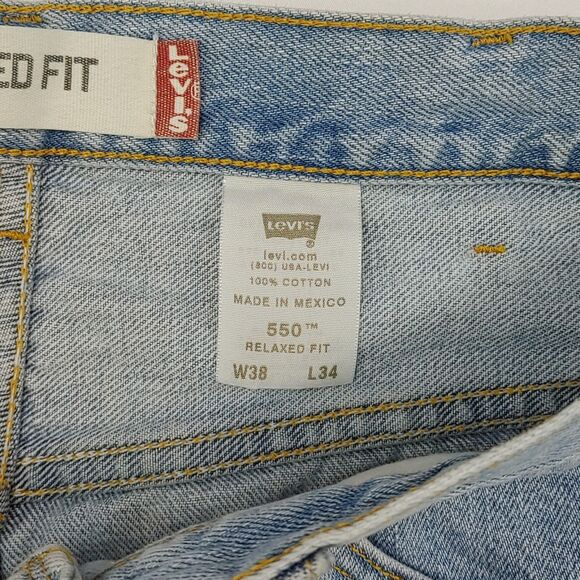 ED FIT
LEVI'S
LEVI'S
®
levi.com
(800) USA-LEVI
100% COTTON
MADE IN MEXICO
550™
RELAXED FIT
W38 L34